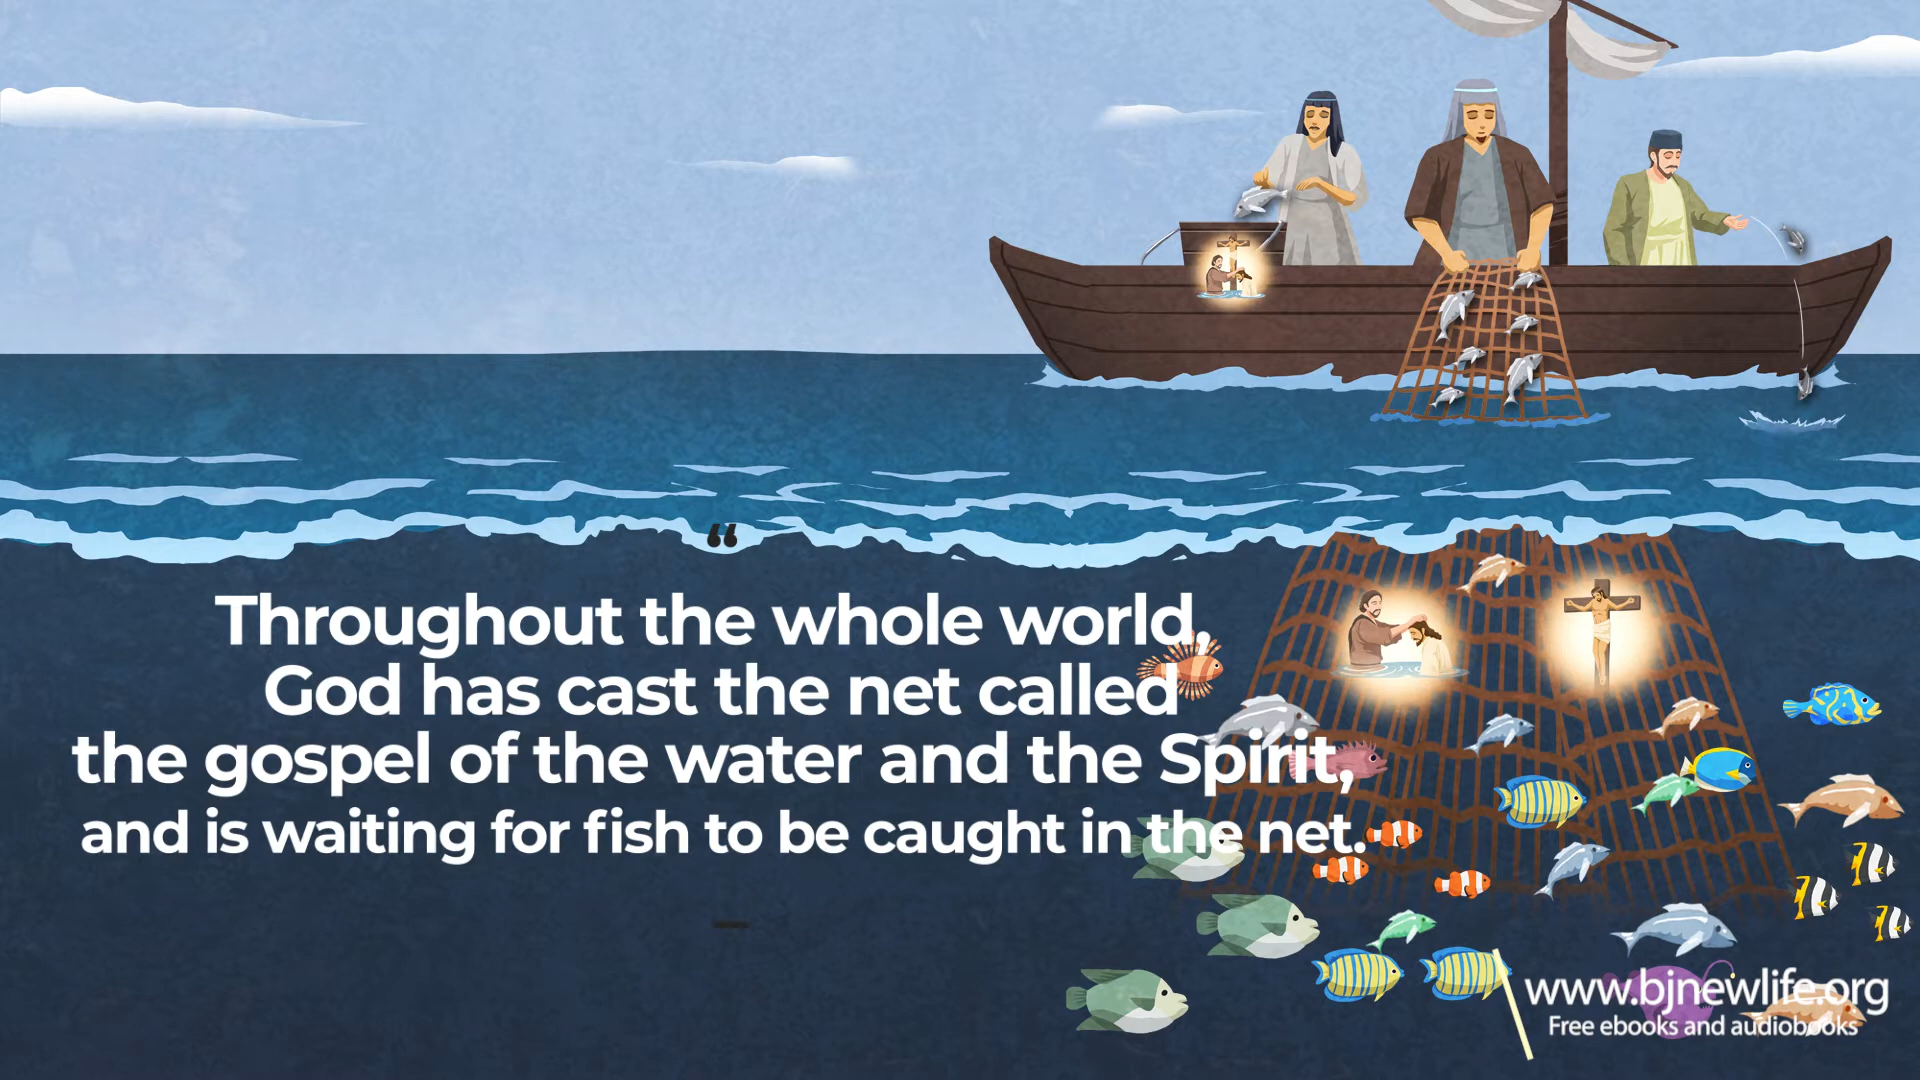 “
Throughout the whole world,
God has cast the net called
the gospel of the water and the Spirit,
and is waiting for fish to be caught in the net.
www.bjnewlife.org
Free ebooks and audiobooks